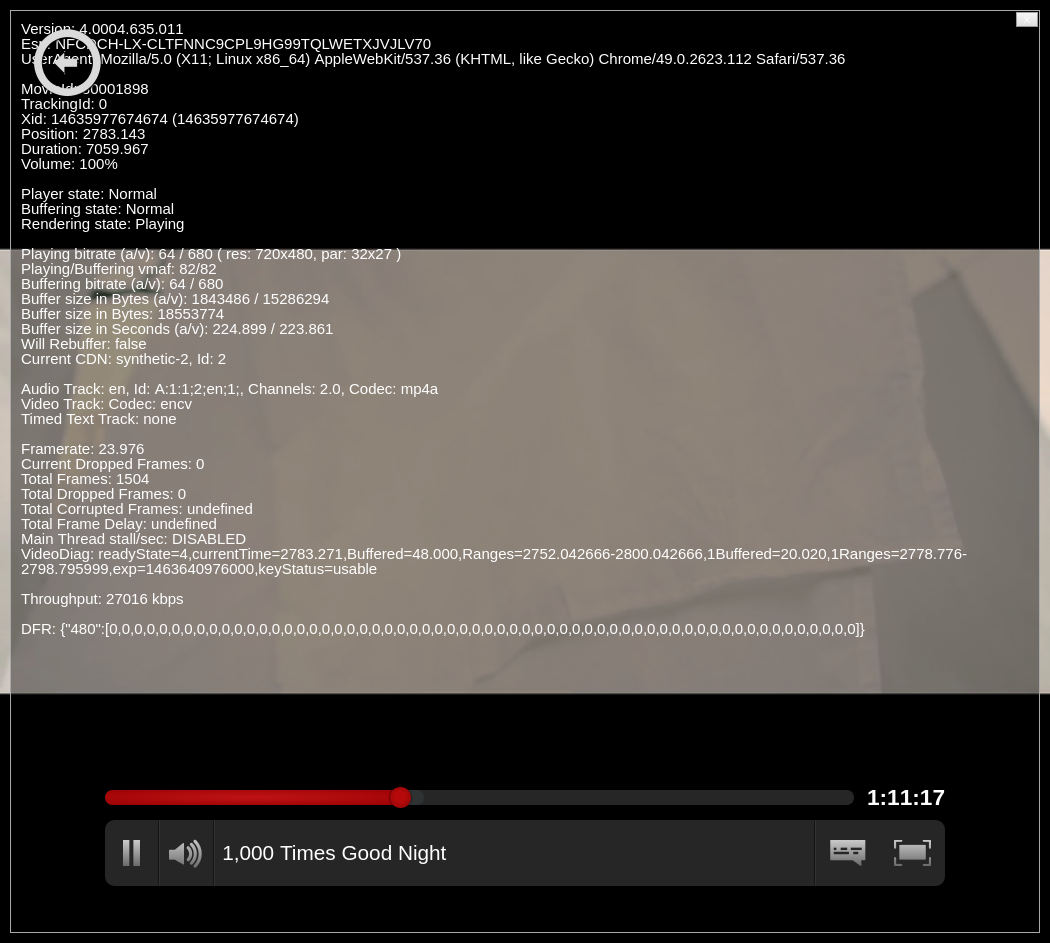 Version: 4.0004.635.011
Esn: NFCDCH-LX-CLTFNNC9CPL9HG99TQLWETXJVJLV70
UserAgent: Mozilla/5.0 (X11; Linux x86_64) AppleWebKit/537.36 (KHTML, like Gecko) Chrome/49.0.2623.112 Safari/537.36
TrackingId: 0
Xid: 14635977674674 (14635977674674)
Position: 2783.143
Duration: 7059.967
Volume: 100%
Player state: Normal
Buffering state: Normal
Rendering state: Playing
Playing bitrate (a/v): 64 / 680 ( res: 720x480, par: 32x27 )
Playing/Buffering vmaf: 82/82
Buffering bitrate (a/v): 64 / 680
Buffer size in Bytes (a/v): 1843486 / 15286294
Buffer size in Bytes: 18553774
Buffer size in Seconds (a/v): 224.899 / 223.861
Will Rebuffer: false
Current CDN: synthetic-2, Id: 2
Audio Track: en, Id: A:1:1;2;en;1;, Channels: 2.0, Codec: mp4a
Video Track: Codec: encv
Timed Text Track: none
Framerate: 23.976
Current Dropped Frames: 0
Total Frames: 1504
Total Dropped Frames: 0
Total Corrupted Frames: undefined
Total Frame Delay: undefined
Main Thread stall/sec: DISABLED
VideoDiag: readyState=4,currentTime=2783.271,Buffered=48.000,Ranges=2752.042666-2800.042666,1Buffered=20.020,1Ranges=2778.776-
2798.795999,exp=1463640976000,keyStatus=usable
Throughput: 27016 kbps
DFR: {"480":[0,0,0,0,0,0,0,0,0,0,0,0,0,0,0,0,0,0,0,0,0,0,0,0,0,0,0,0,0,0,0,0,0,0,0,0,0,0,0,0,0,0,0,0,0,0,0,0,0,0,0,0,0,0,0,0,0,0,0,0]}
1:11:17
1,000 Times Good Night